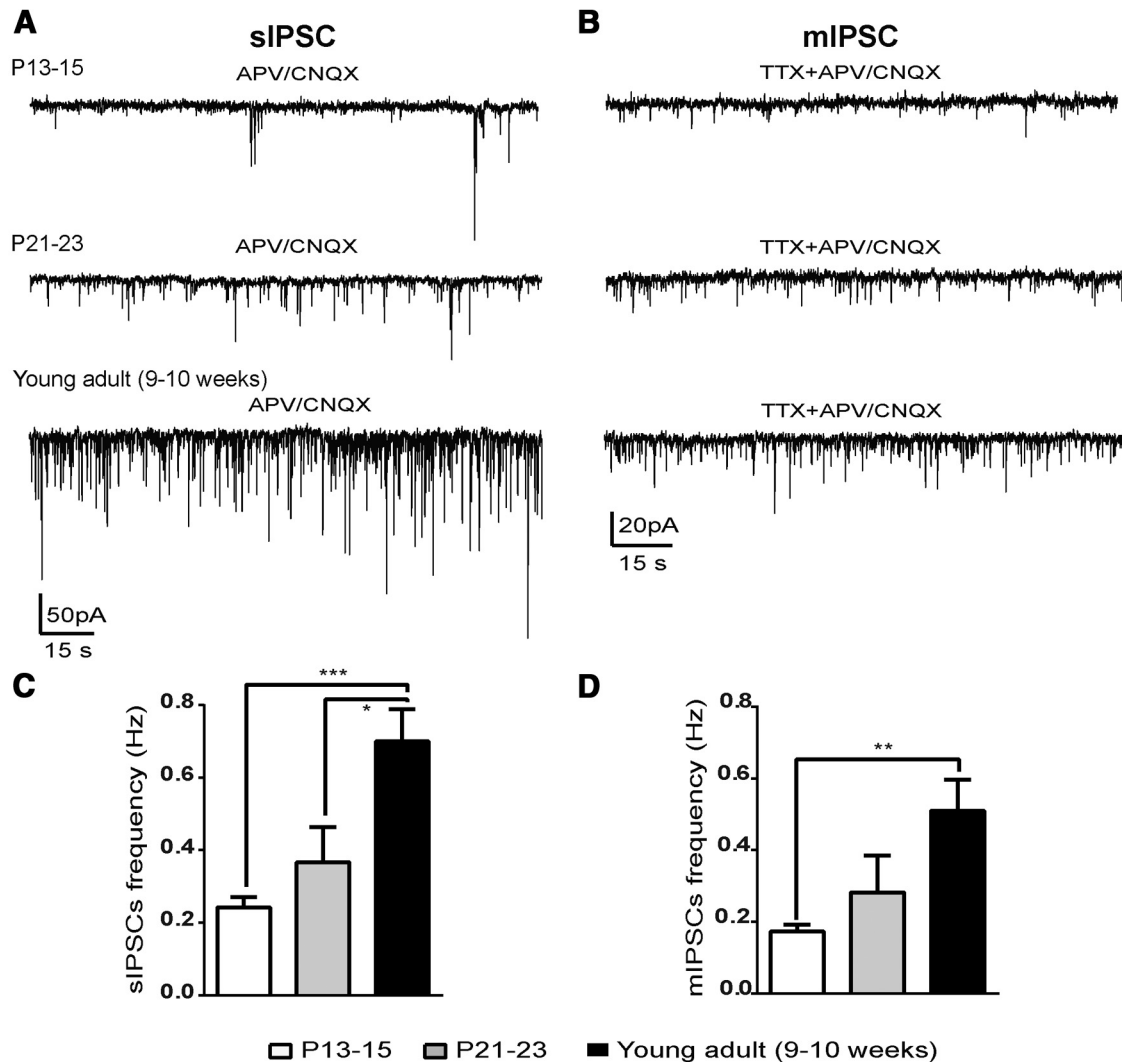 A
sIPSC
P13-15
APV/CNQX
P21-23
APV/CNQX
Young adult (9-10 weeks)
APV/CNQX
50pA
15 s
B
mIPSC
TTX+APV/CNQX
TTX+APV/CNQX
TTX+APV/CNQX
20pA
15 s
C
***
*
0.8
0.6
0.4
0.2
0.0
sIPSCs frequency (Hz)
D
**
0.8
0.6
0.4
0.2
0.0
mIPSCs frequency (Hz)
P13-15 P21-23 Young adult (9-10 weeks)